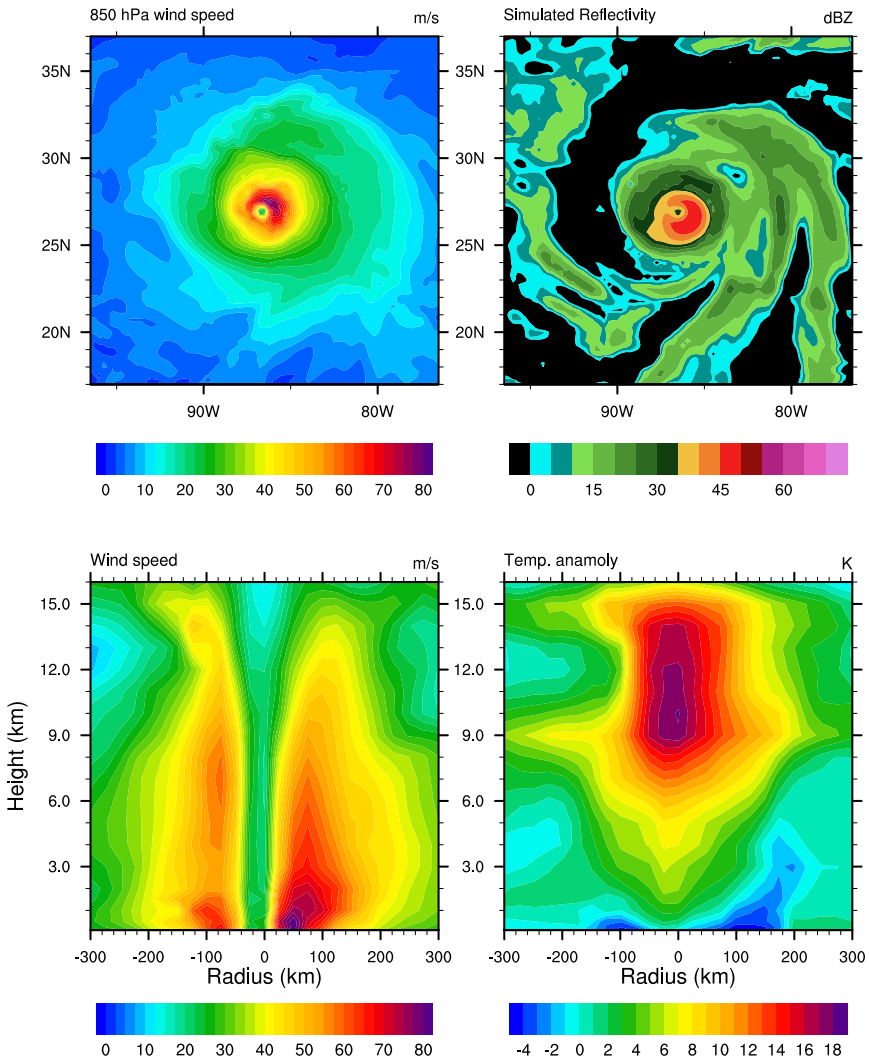 850 hPa wind speed m/s
35N
30N
25N
20N
90W 80W
0 10 20 30 40 50 60 70 80
Simulated Reflectivity dBZ
35N
30N
25N
20N
90W 80W
0 15 30 45 60
Wind speed m/s
Height (km)
15.0
12.0
9.0
6.0
3.0
-300 -200 -100 0 100 200 300
Radius (km)
0 10 20 30 40 50 60 70 80
Temp. anamoly K
15.0
12.0
9.0
6.0
3.0
-300 -200 -100 0 100 200 300
Radius (km)
-4 -2 0 2 4 6 8 10 12 14 16 18